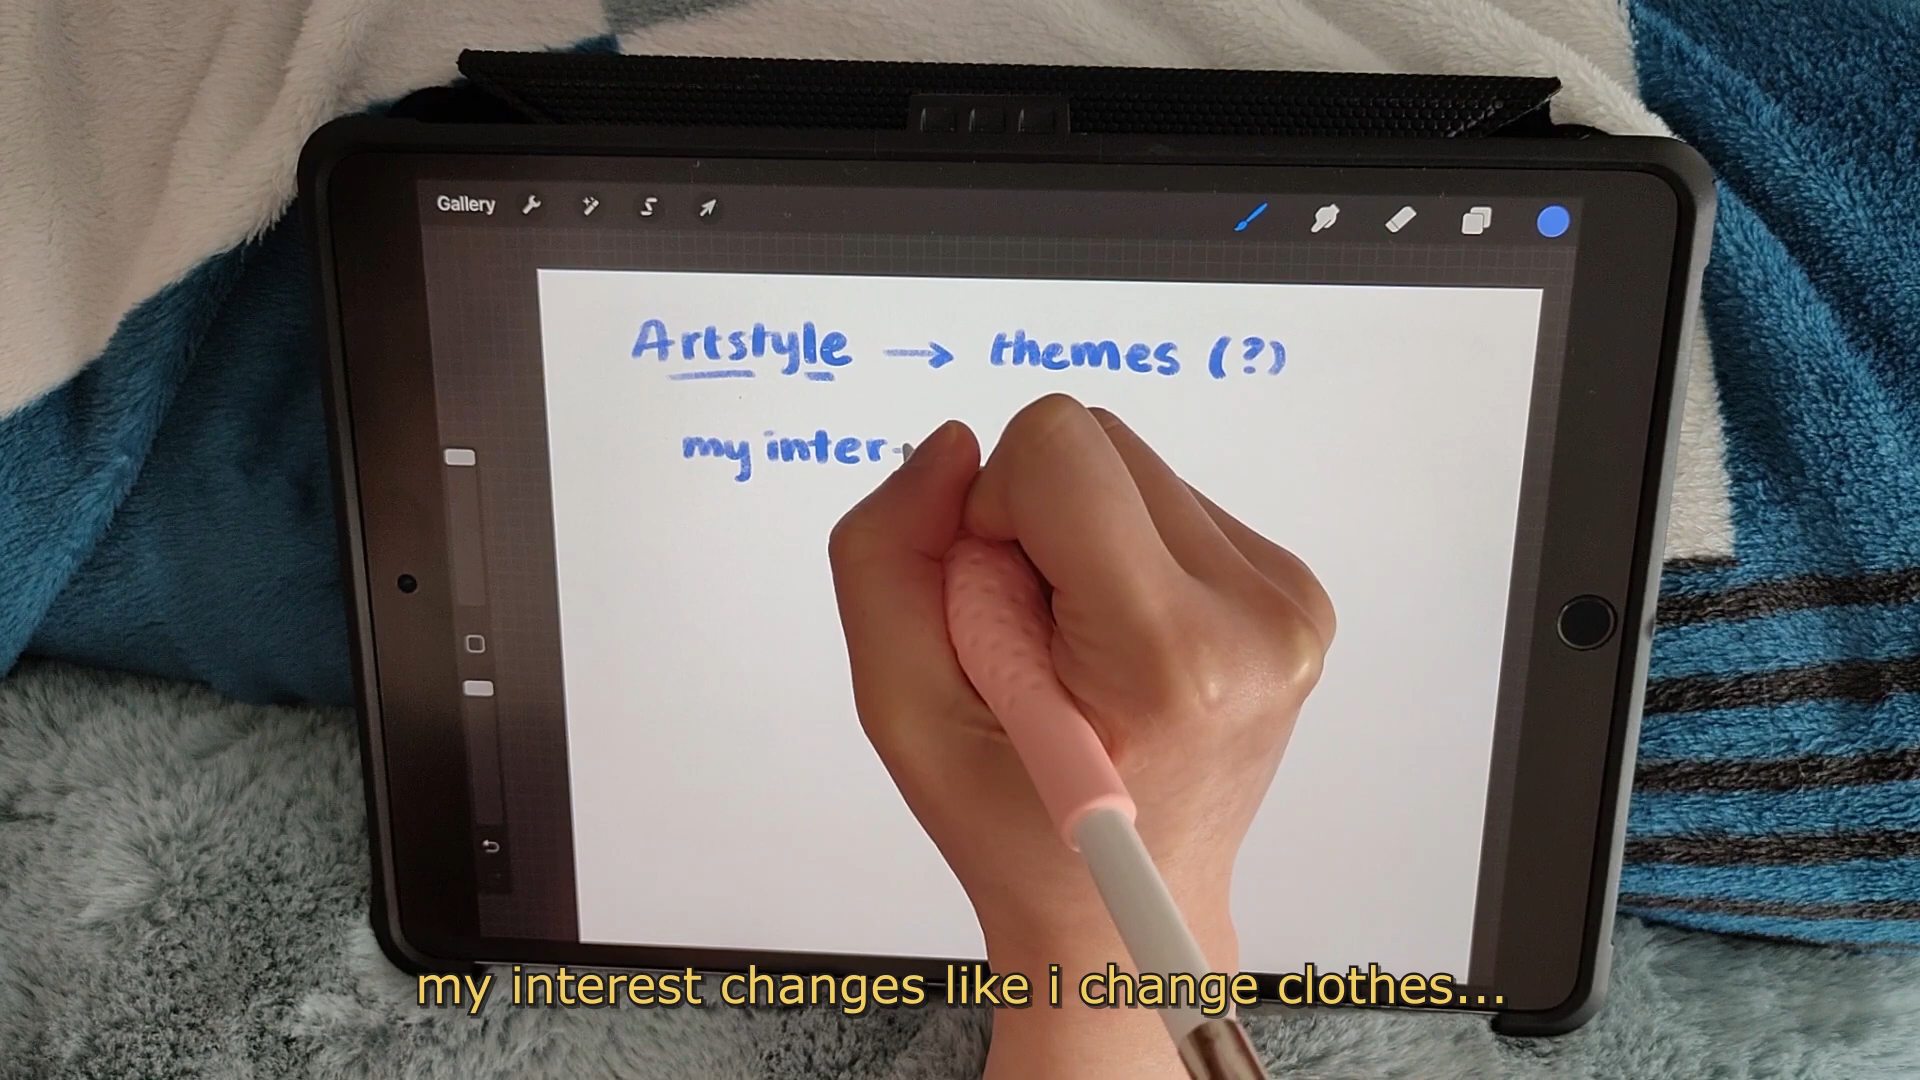 Gallery
Artstyle → themes (?)
my inter
my interest changes like i change clothes...